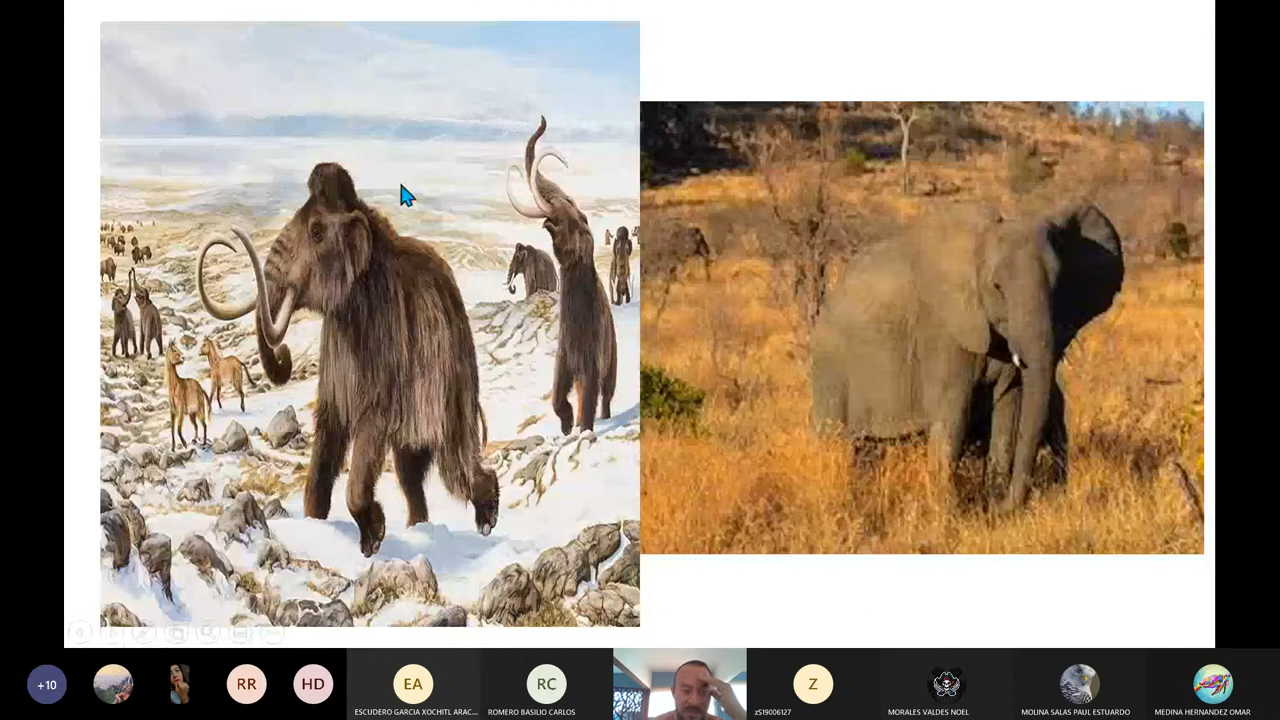 +10
RR
HD
EA
ESCUDERO GARCIA XOCHITL ARAC...
RC
ROMERO BASILIO CARLOS
Z
zS19006127
MORALES VALDES NOEL
MOLINA SALAS PAUL ESTUARDO
MEDINA HERNANDEZ OMAR